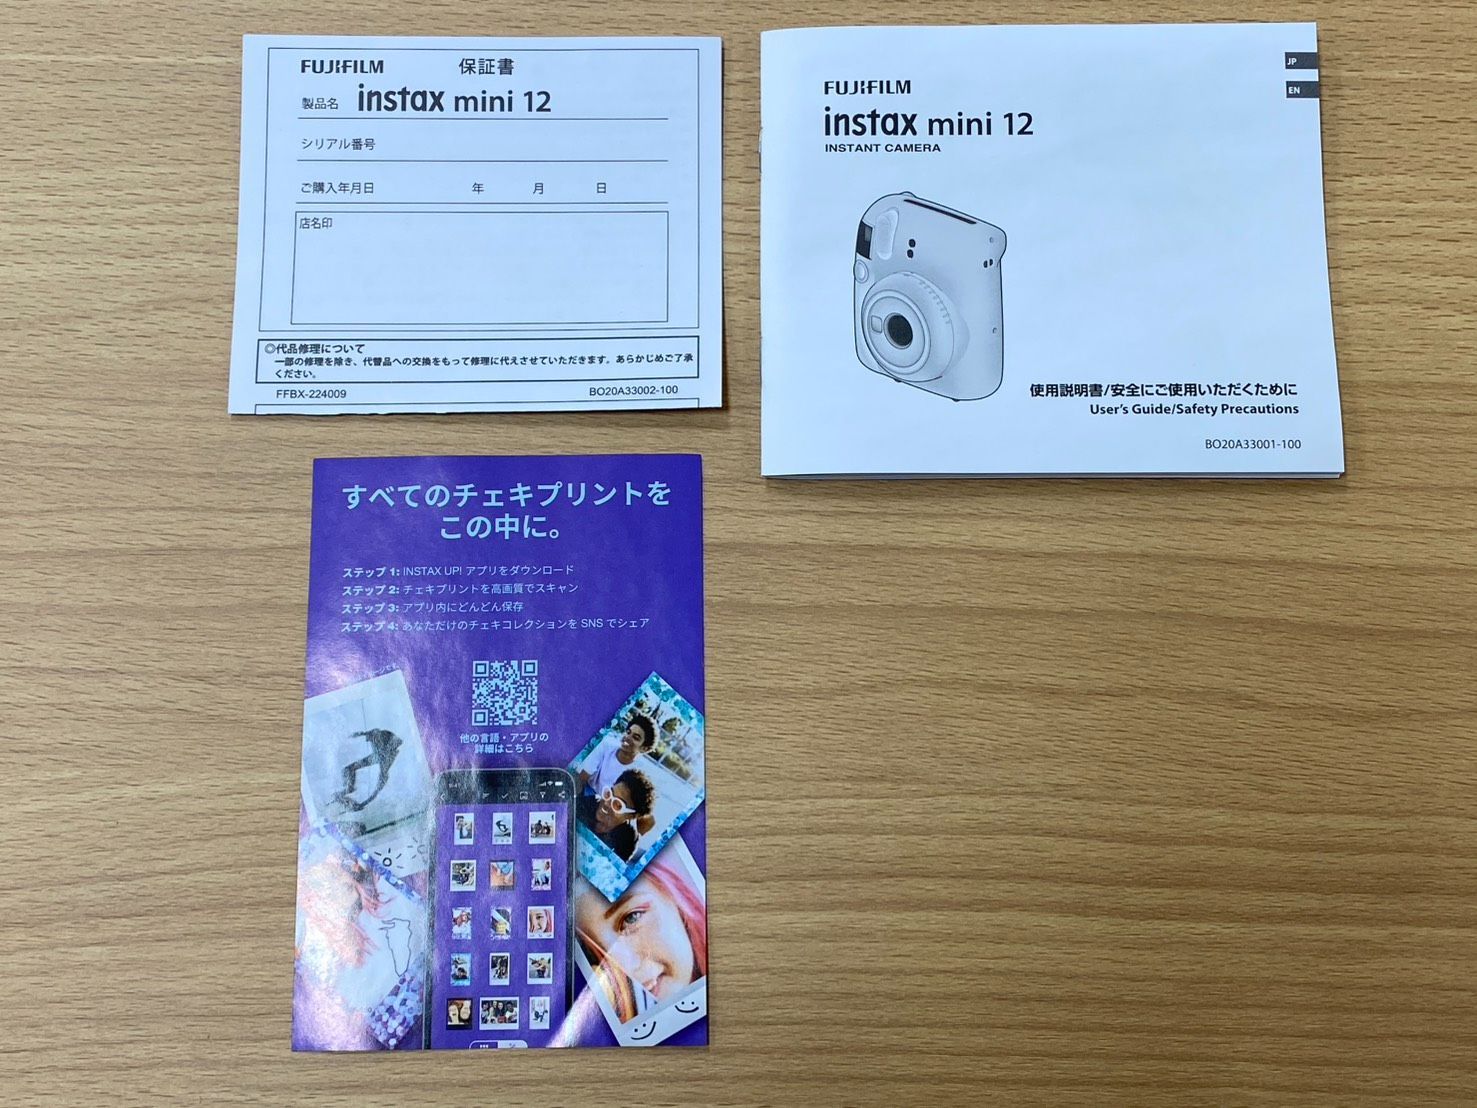 FUJIFILM 保証書
製品名 instax mini 12
シリアル番号
ご購入年月日 年 月 日
店名印
◎代品修理について
一部の修理を除き、代替品への交換をもって修理に代えさせていただきます。あらかじめご了承
ください。
FFBX-224009 BO20A33002-100
JP
EN
FUJIFILM
instax mini 12
INSTANT CAMERA
使用説明書/安全にご使用いただくために
User's Guide/Safety Precautions
BO20A33001-100
すべてのチェキプリントを
この中に。
ステップ 1: INSTAX UP! アプリをダウンロード
ステップ 2: チェキプリントを高画質でスキャン
ステップ 3: アプリ内にどんどん保存
ステップ 4: あなただけのチェキコレクションを SNS でシェア
他の言語・アプリの
詳細はこちら